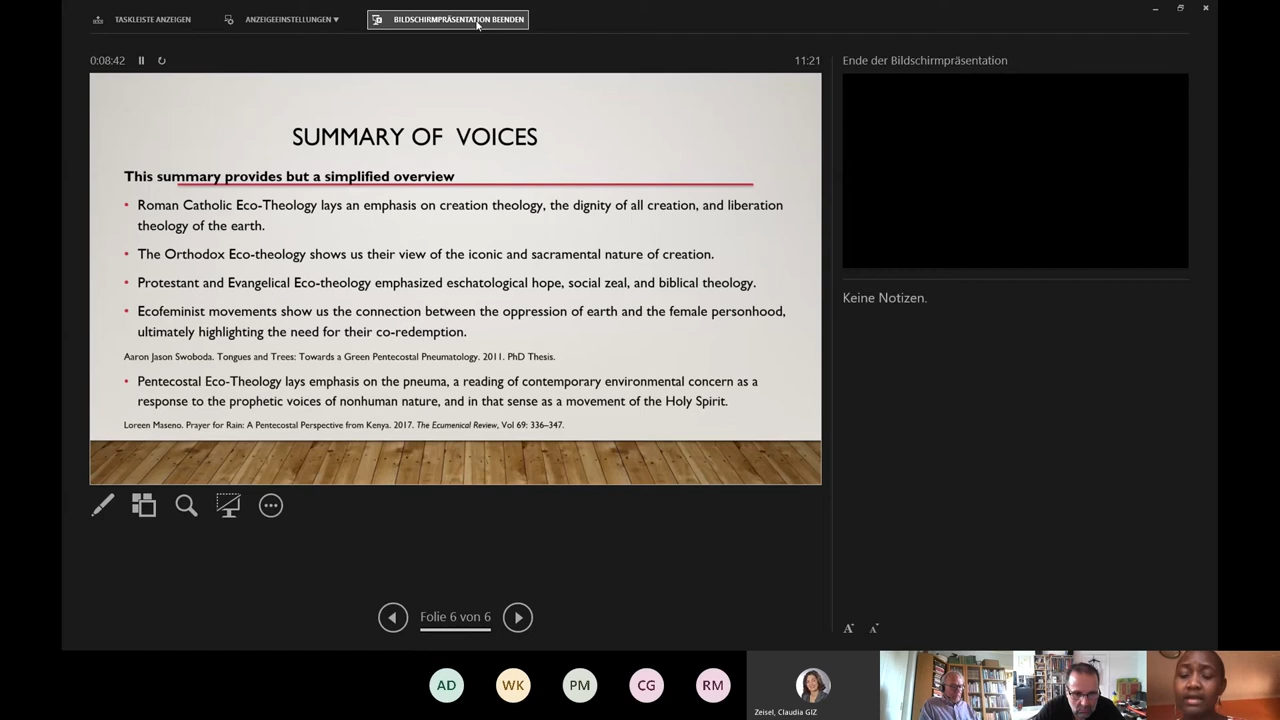 TASKLEISTE ANZEIGEN
ANZEIGEEINSTELLUNGEN
BILDSCHIRMPRÄSENTATION BEENDEN
0:08:42
11:21
Ende der Bildschirmpräsentation
SUMMARY OF VOICES
This summary provides but a simplified overview
• Roman Catholic Eco-Theology lays an emphasis on creation theology, the dignity of all creation, and liberation
theology of the earth.
• The Orthodox Eco-theology shows us their view of the iconic and sacramental nature of creation.
• Protestant and Evangelical Eco-theology emphasized eschatological hope, social zeal, and biblical theology.
• Ecofeminist movements show us the connection between the oppression of earth and the female personhood,
ultimately highlighting the need for their co-redemption.
Aaron Jason Swoboda. Tongues and Trees: Towards a Green Pentecostal Pneumatology. 2011. PhD Thesis.
• Pentecostal Eco-Theology lays emphasis on the pneuma, a reading of contemporary environmental concern as a
response to the prophetic voices of nonhuman nature, and in that sense as a movement of the Holy Spirit.
Loreen Maseno. Prayer for Rain: A Pentecostal Perspective from Kenya. 2017. The Ecumenical Review, Vol 69: 336–347.
Keine Notizen.
Folie 6 von 6
A A
AD
WK
PM
CG
RM
Zeisel, Claudia GIZ